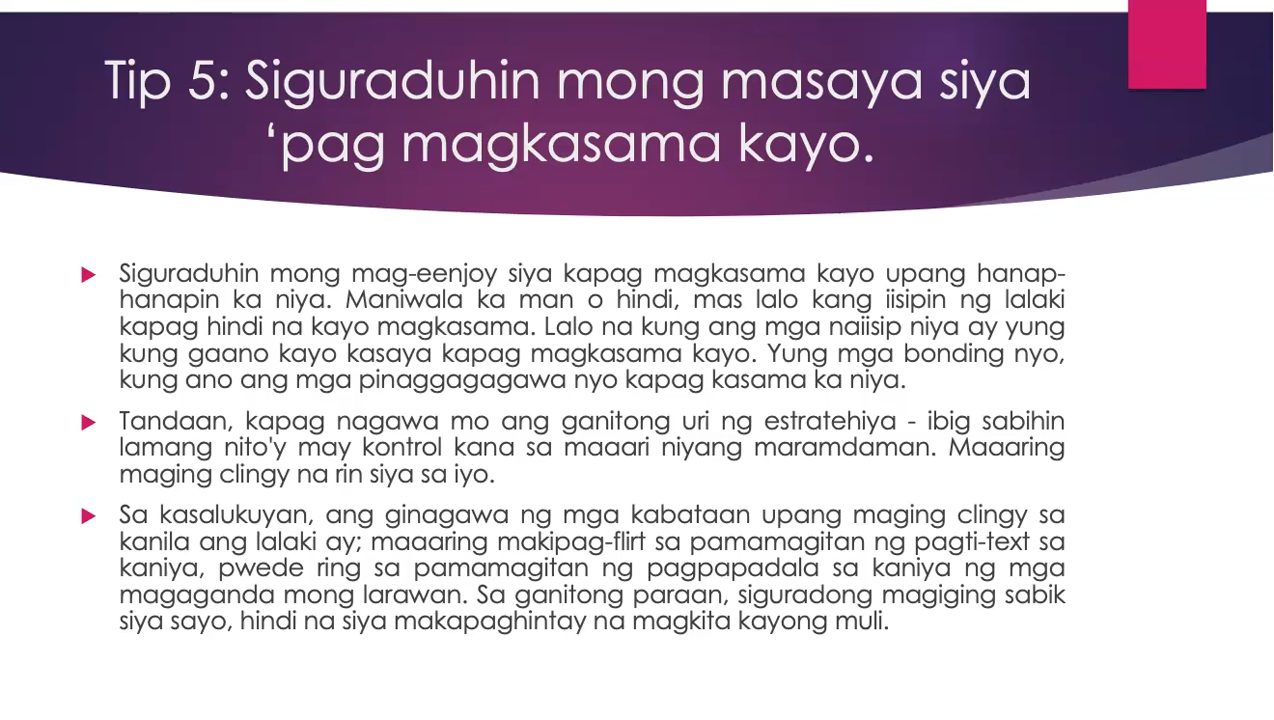 Tip 5: Siguraduhin mong masaya siya
‘pag magkasama kayo.
Siguraduhin mong mag-eenjoy siya kapag magkasama kayo upang hanap-
hanapin ka niya. Maniwala ka man o hindi, mas lalo kang iisipin ng lalaki
kapag hindi na kayo magkasama. Lalo na kung ang mga naiisip niya ay yung
kung gaano kayo kasaya kapag magkasama kayo. Yung mga bonding nyo,
kung ano ang mga pinaggagagawa nyo kapag kasama ka niya.
Tandaan, kapag nagawa mo ang ganitong uri ng estratehiya - ibig sabihin
lamang nito'y may kontrol kana sa maaari niyang maramdaman. Maaaring
maging clingy na rin siya sa iyo.
Sa kasalukuyan, ang ginagawa ng mga kabataan upang maging clingy sa
kanila ang lalaki ay; maaaring makipag-flirt sa pamamagitan ng pagti-text sa
kaniya, pwede ring sa pamamagitan ng pagpapadala sa kaniya ng mga
magaganda mong larawan. Sa ganitong paraan, siguradong magiging sabik
siya sayo, hindi na siya makapaghintay na magkita kayong muli.